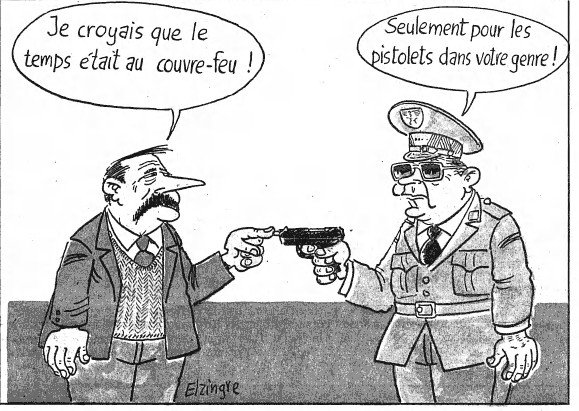 Je croyais que le
temps était au couvre-feu !
Seulement pour les
pistolets dans votre genre !
Elzingre